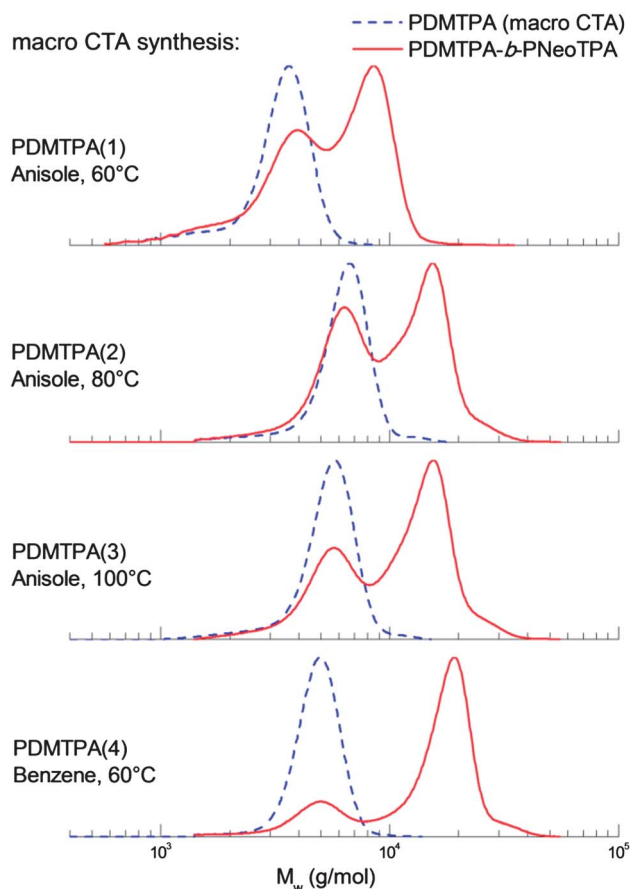 macro CTA synthesis:
PDMTPA (macro CTA)
PDMTPA-b-PNeoTPA
PDMTPA(1)
Anisole, 60°C
PDMTPA(2)
Anisole, 80°C
PDMTPA(3)
Anisole, 100°C
PDMTPA(4)
Benzene, 60°C
10³ 10⁴ 10⁵
M_w (g/mol)